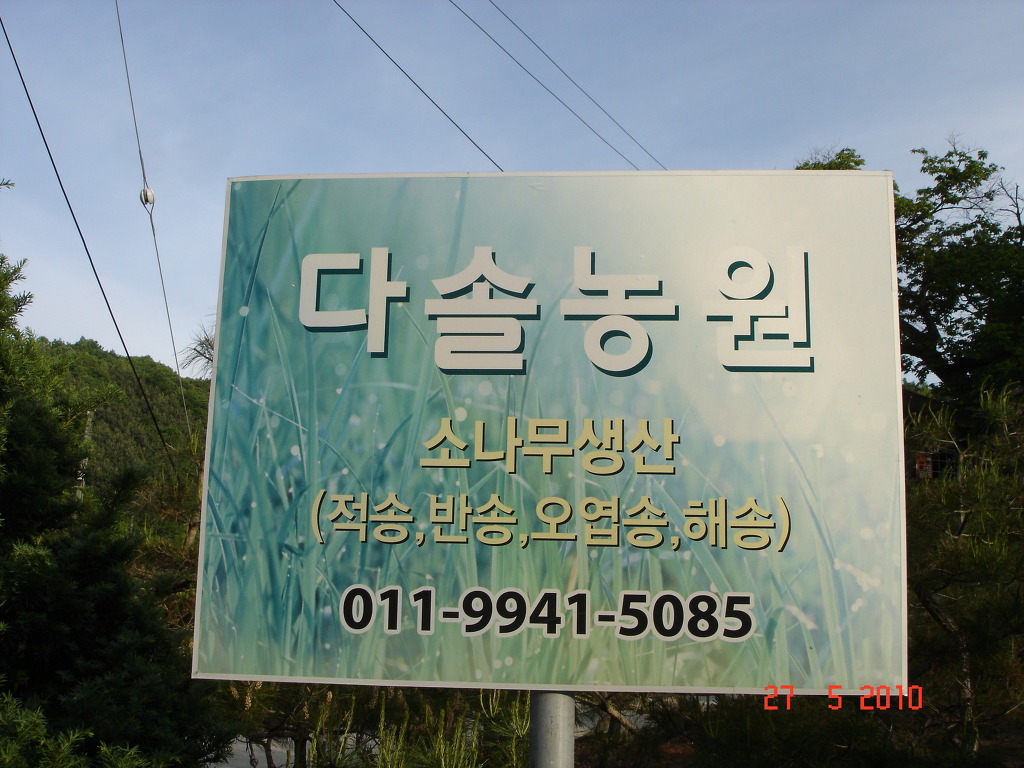 다솔농원
소나무생산
(적송,반송,오엽송,해송)
011-9941-5085
27 5 2010